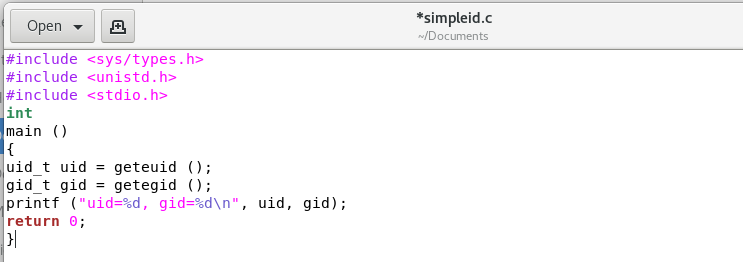 Open
*simpleid.c
~/Documents
#include <sys/types.h>
#include <unistd.h>
#include <stdio.h>
int
main ()
{
uid_t uid = geteuid ();
gid_t gid = getegid ();
printf ("uid=%d, gid=%d\n", uid, gid);
return 0;
}